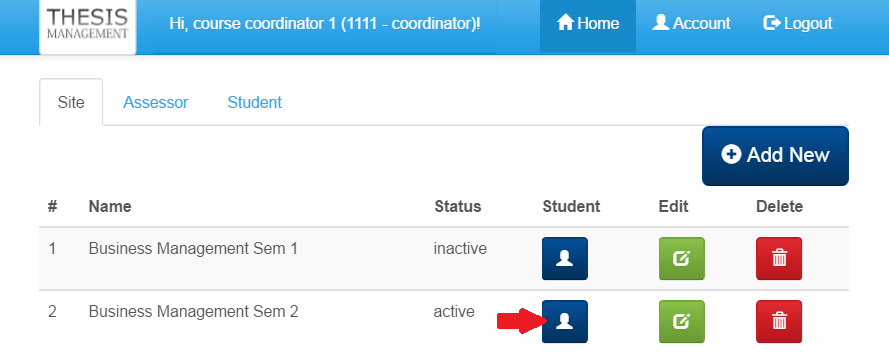 THESIS
MANAGEMENT
Hi, course coordinator 1 (1111 - coordinator)!
Home
Account
Logout
Site
Assessor
Student
Add New
# Name Status Student Edit Delete
1 Business Management Sem 1 inactive
2 Business Management Sem 2 active